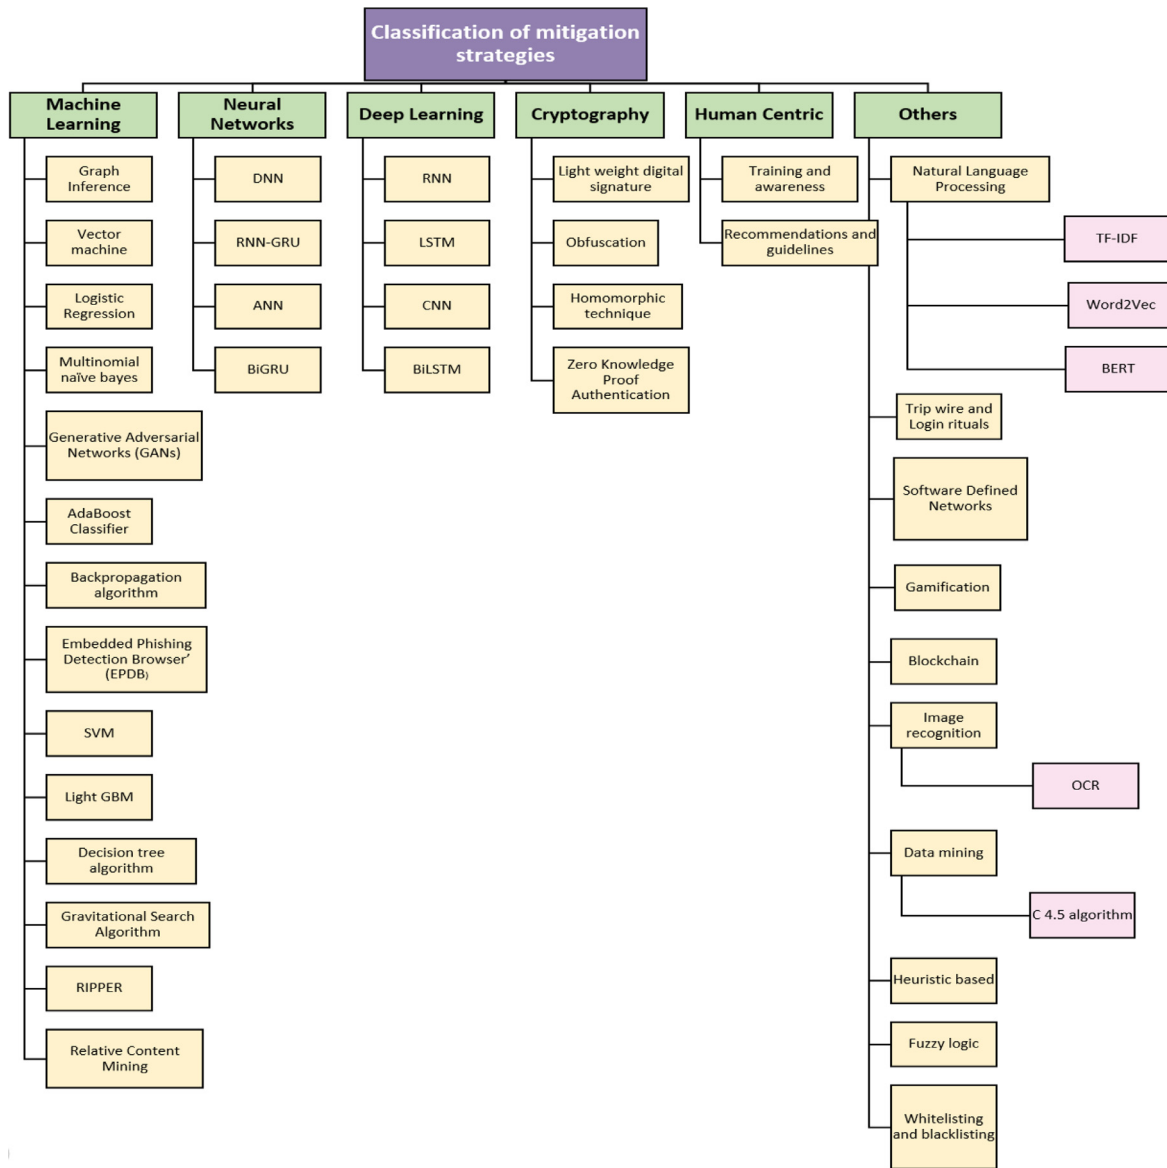 Classification of mitigation
strategies
Machine
Learning
Graph
Inference
Vector
machine
Logistic
Regression
Multinomial
naïve bayes
Generative Adversarial
Networks (GANs)
AdaBoost
Classifier
Backpropagation
algorithm
Embedded Phishing
Detection Browser’
(EPDB)
SVM
Light GBM
Decision tree
algorithm
Gravitational Search
Algorithm
RIPPER
Relative Content
Mining
Neural
Networks
DNN
RNN-GRU
ANN
BiGRU
Deep Learning
RNN
LSTM
CNN
BiLSTM
Cryptography
Light weight digital
signature
Obfuscation
Homomorphic
technique
Zero Knowledge
Proof
Authentication
Human Centric
Training and
awareness
Recommendations and
guidelines
Others
Natural Language
Processing
TF-IDF
Word2Vec
BERT
Trip wire and
Login rituals
Software Defined
Networks
Gamification
Blockchain
Image
recognition
OCR
Data mining
C 4.5 algorithm
Heuristic based
Fuzzy logic
Whitelisting
and blacklisting